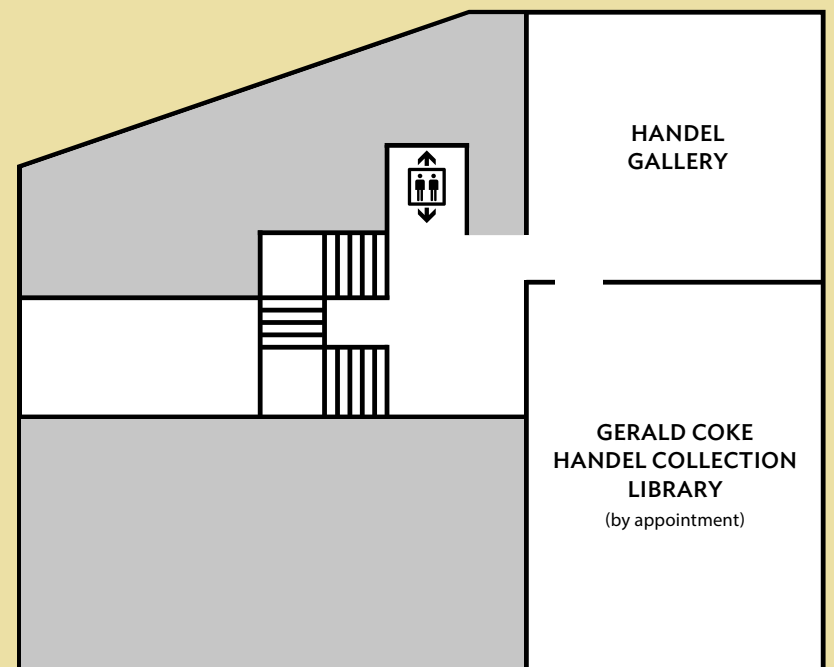 HANDEL
GALLERY
GERALD COKE
HANDEL COLLECTION
LIBRARY
(by appointment)